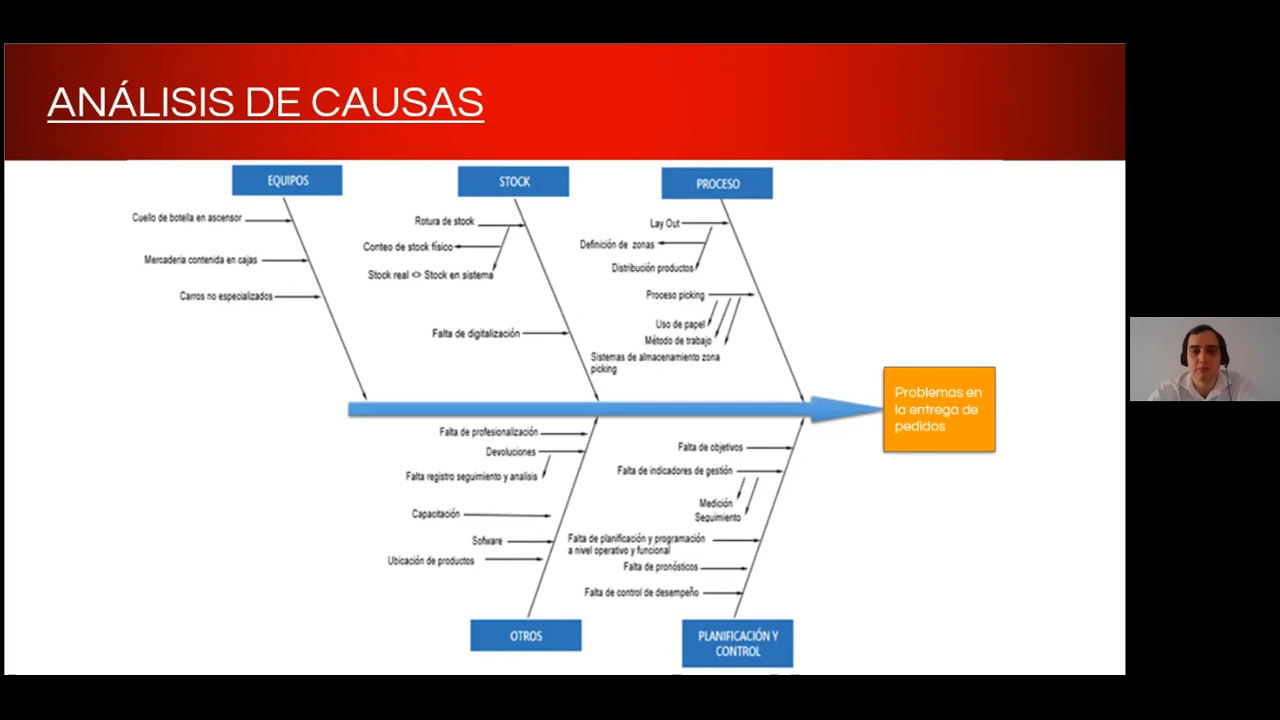 ANÁLISIS DE CAUSAS
EQUIPOS
Cuello de botella en ascensor
Mercaderia contenida en cajas
Carros no especializados
STOCK
Rotura de stock
Conteo de stock físico
Stock real <> Stock en sistema
Falta de digitalización
PROCESO
Lay Out
Definición de zonas
Distribución productos
Proceso picking
Uso de papel
Método de trabajo
Sistemas de almacenamiento zona
picking
Problemas en
la entrega de
pedidos
Falta de profesionalización
Devoluciones
Falta registro seguimiento y analisis
Capacitación
Sofware
Ubicación de productos
OTROS
Falta de objetivos
Falta de indicadores de gestión
Medición
Seguimiento
Falta de planificación y programación
a nivel operativo y funcional
Falta de pronósticos
Falta de control de desempeño
PLANIFICACIÓN Y
CONTROL